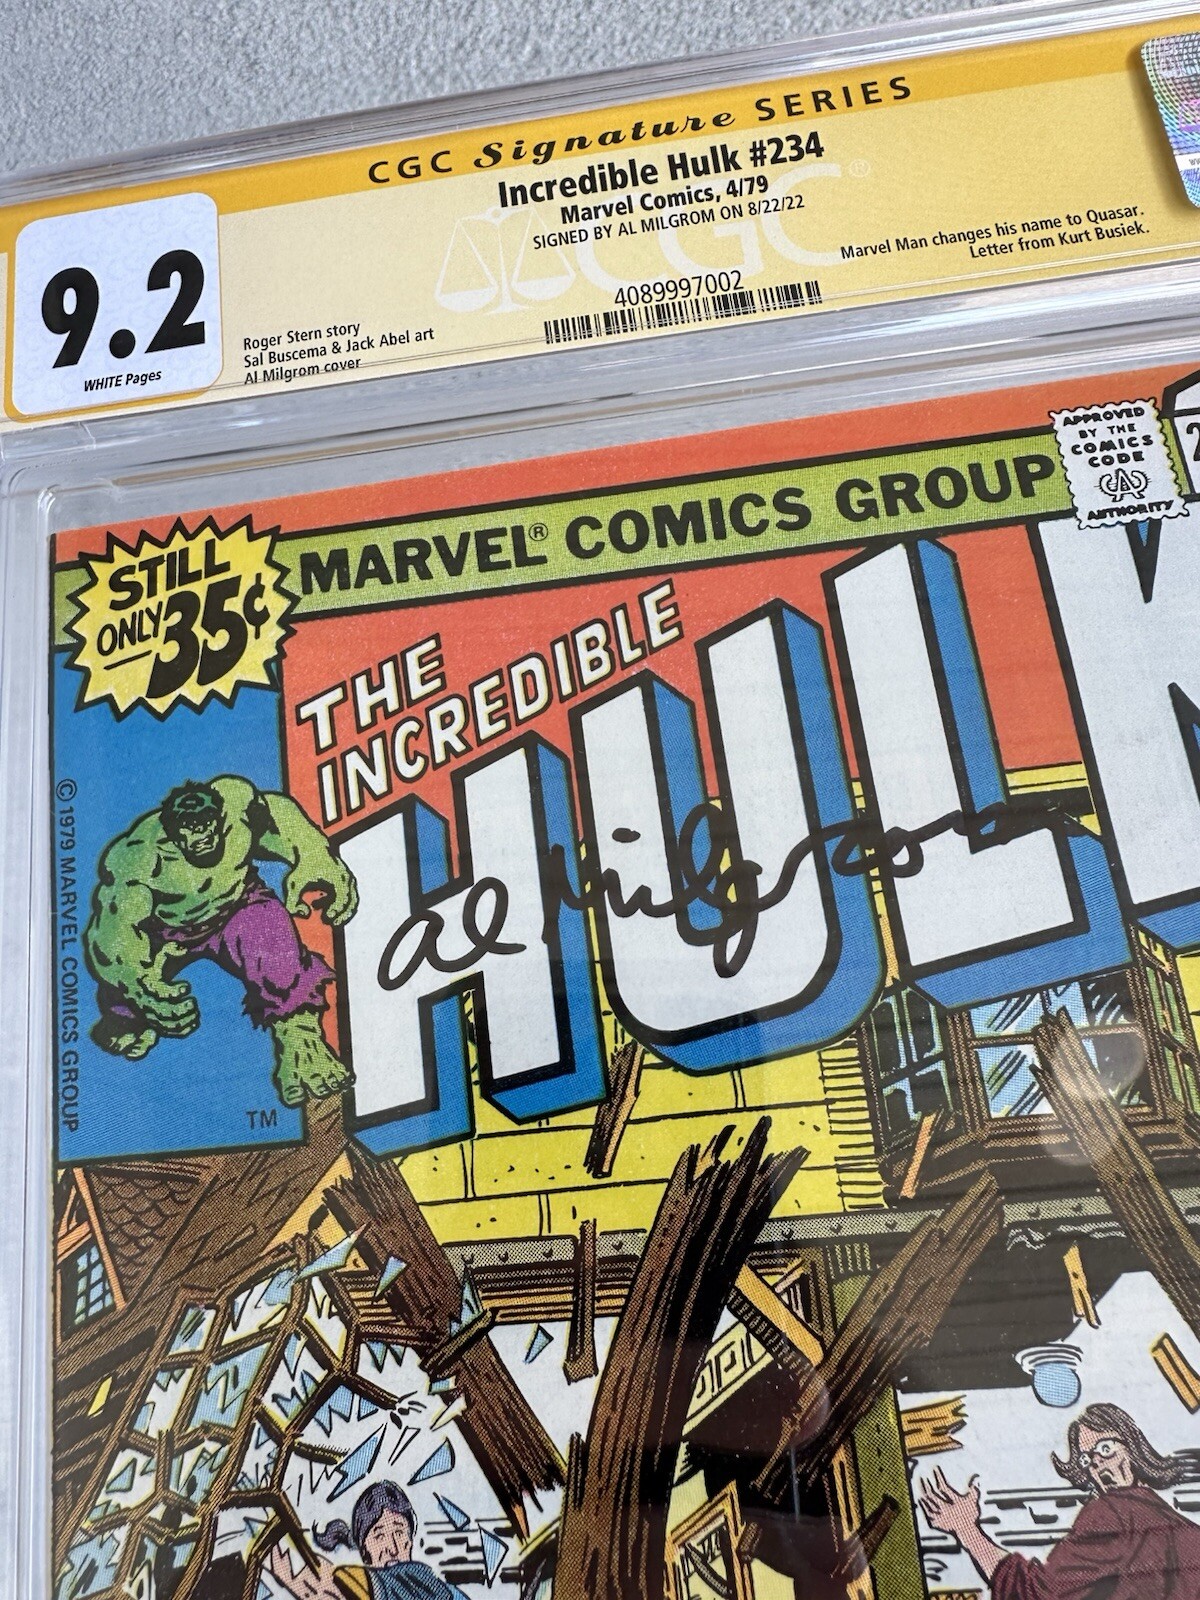 CGC Signature SERIES
Incredible Hulk #234
Marvel Comics, 4/79
SIGNED BY AL MILGROM ON 8/22/22
CGC®
9.2
WHITE Pages
Roger Stern story
Sal Buscema & Jack Abel art
Al Milgrom cover
4089997002
Marvel Man changes his name to Quasar.
Letter from Kurt Busiek.
STILL
ONLY 35¢
MARVEL® COMICS GROUP
APPROVED
BY THE
COMICS
CODE
CA
AUTHORITY
THE
INCREDIBLE
HULK
Al Milgrom
© 1979 MARVEL COMICS GROUP
TM